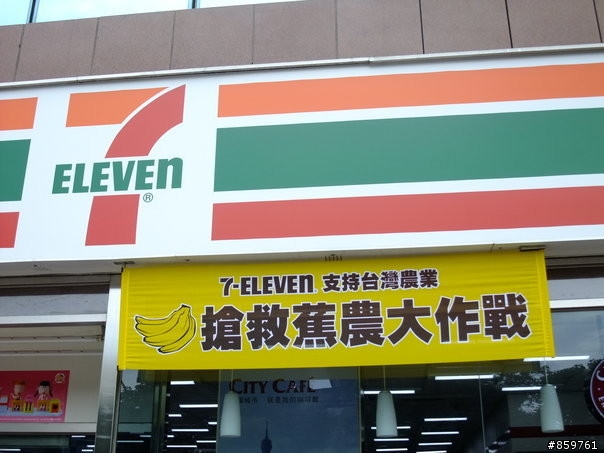 7
ELEVEn
®
7-ELEVEn® 支持台灣農業
搶救蕉農大作戰
CITY CAFE
#859761